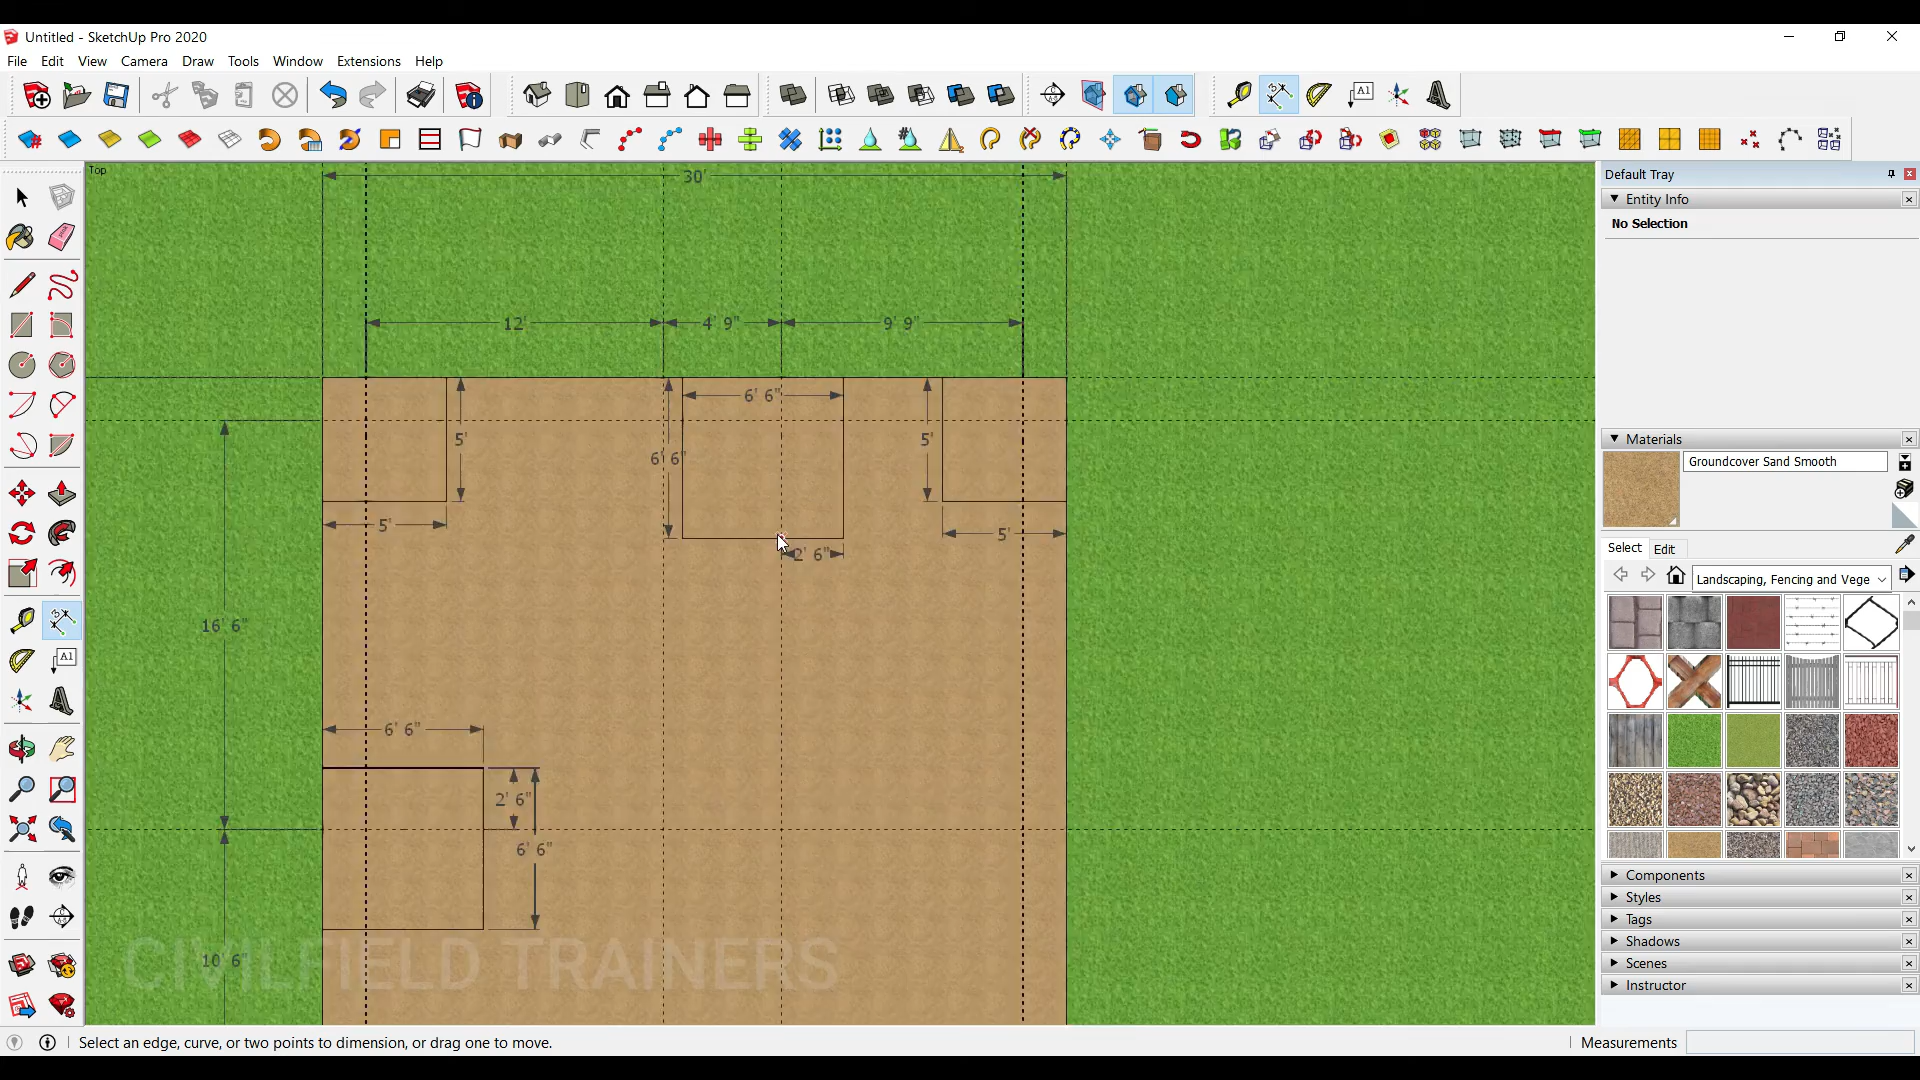 Untitled - SketchUp Pro 2020
File Edit View Camera Draw Tools Window Extensions Help
Top
30'
12' 4' 9" 9' 9"
6' 6"
5' 6' 6" 5'
5' 5'
2' 6"
16' 6"
6' 6"
2' 6"
6' 6"
10' 6"
CIVILFIELD TRAINERS
Default Tray
Entity Info
No Selection
Materials
Groundcover Sand Smooth
Select Edit
Landscaping, Fencing and Vege
Components
Styles
Tags
Shadows
Scenes
Instructor
Select an edge, curve, or two points to dimension, or drag one to move.
Measurements